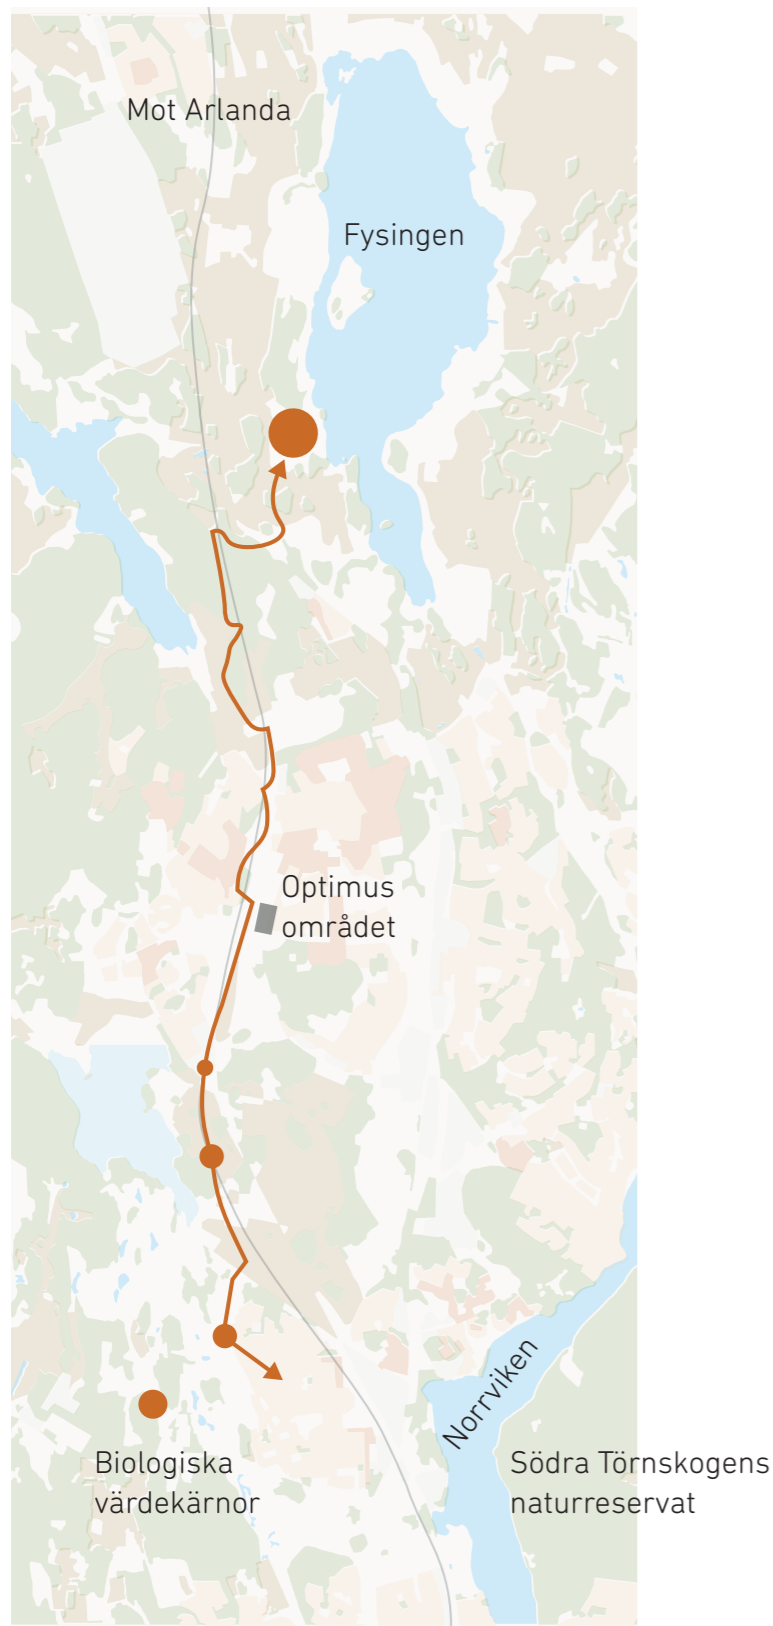 Mot Arlanda
Fysingen
Optimus
området
Norrviken
Biologiska
värdekärnor
Södra Törnskogens
naturreservat